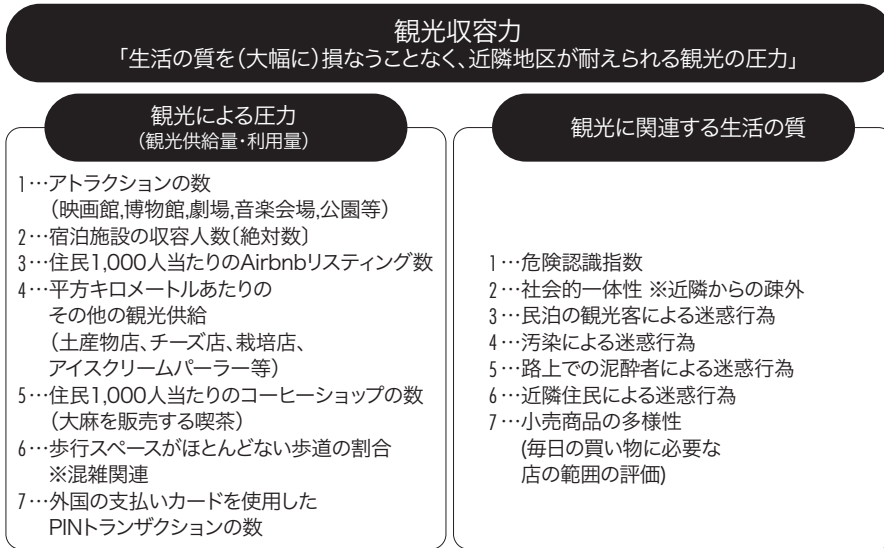 観光収容力
「生活の質を(大幅に)損なうことなく、近隣地区が耐えられる観光の圧力」
観光による圧力
(観光供給量・利用量)
1…アトラクションの数
(映画館,博物館,劇場,音楽会場,公園等)
2…宿泊施設の収容人数〔絶対数〕
3…住民1,000人当たりのAirbnbリスティング数
4…平方キロメートルあたりの
その他の観光供給
(土産物店、チーズ店、栽培店、
アイスクリームパーラー等)
5…住民1,000人当たりのコーヒーショップの数
(大麻を販売する喫茶)
6…歩行スペースがほとんどない歩道の割合
※混雑関連
7…外国の支払いカードを使用した
PINトランザクションの数
観光に関連する生活の質
1…危険認識指数
2…社会的一体性 ※近隣からの疎外
3…民泊の観光客による迷惑行為
4…汚染による迷惑行為
5…路上での泥酔者による迷惑行為
6…近隣住民による迷惑行為
7…小売商品の多様性
(毎日の買い物に必要な
店の範囲の評価)